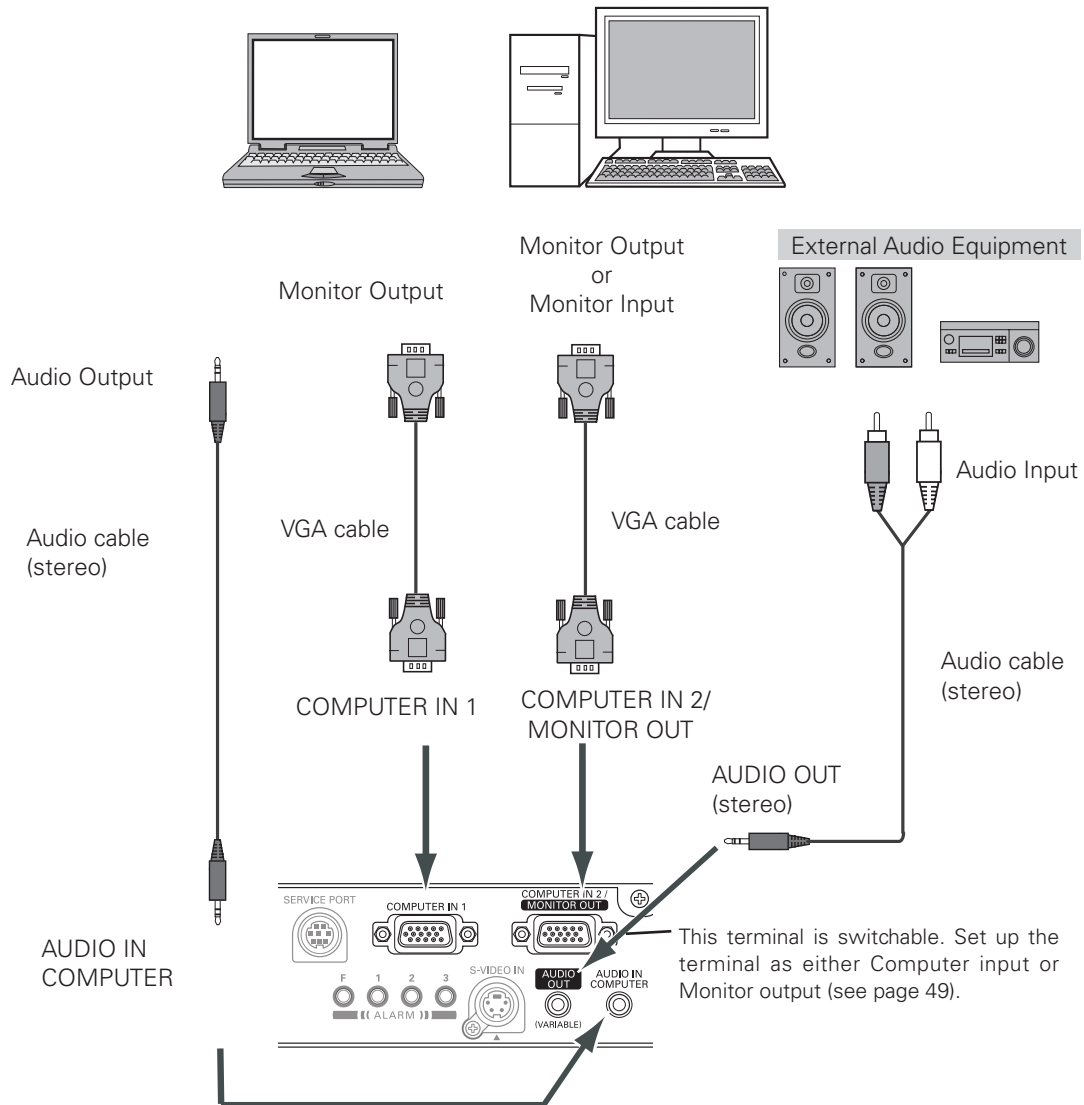 Monitor Output
or
Monitor Input
External Audio Equipment
Monitor Output
Audio Output
Audio Input
Audio cable
(stereo)
VGA cable
VGA cable
Audio cable
(stereo)
COMPUTER IN 1
COMPUTER IN 2/
MONITOR OUT
AUDIO OUT
(stereo)
SERVICE PORT
COMPUTER IN 1
COMPUTER IN 2 /
MONITOR OUT
This terminal is switchable. Set up the
terminal as either Computer input or
Monitor output (see page 49).
AUDIO IN
COMPUTER
F 1 2 3
ALARM
S-VIDEO IN
AUDIO
OUT
(VARIABLE)
AUDIO IN
COMPUTER